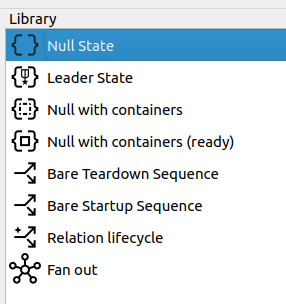 Library
Null State
Leader State
Null with containers
Null with containers (ready)
Bare Teardown Sequence
Bare Startup Sequence
Relation lifecycle
Fan out